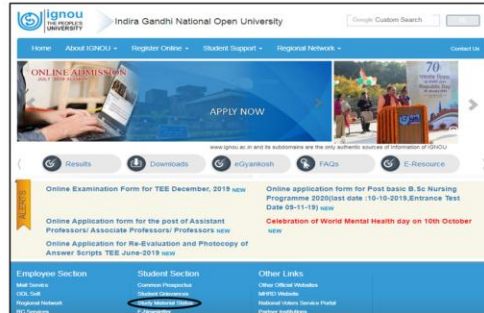 ignou
THE PEOPLE'S
UNIVERSITY
Indira Gandhi National Open University
Google Custom Search
Home About IGNOU Register Online Student Support Regional Network Contact Us
ONLINE ADMISSION
APPLY NOW
70
www.ignou.ac.in and its subdomains are the only authentic sources of information of IGNOU
Results Downloads eGyankosh FAQs E-Resource
ALERTS
Online Examination Form for TEE December, 2019 NEW
Online application form for Post basic B.Sc Nursing
Programme 2020(last date :10-10-2019,Entrance Test
Date 09-11-19) NEW
Online Application form for the post of Assistant
Professors/ Associate Professors/ Professors NEW
Celebration of World Mental Health day on 10th October
NEW
Online Application for Re-Evaluation and Photocopy of
Answer Scripts TEE June-2019 NEW
Employee Section Student Section Other Links
Mail Service Common Prospectus Other Official Websites
ODL Soft Student Grievances MHRD Website
Regional Network Study Material Status National Voters Service Portal
RC Services E-Newsletter Partner Institutions